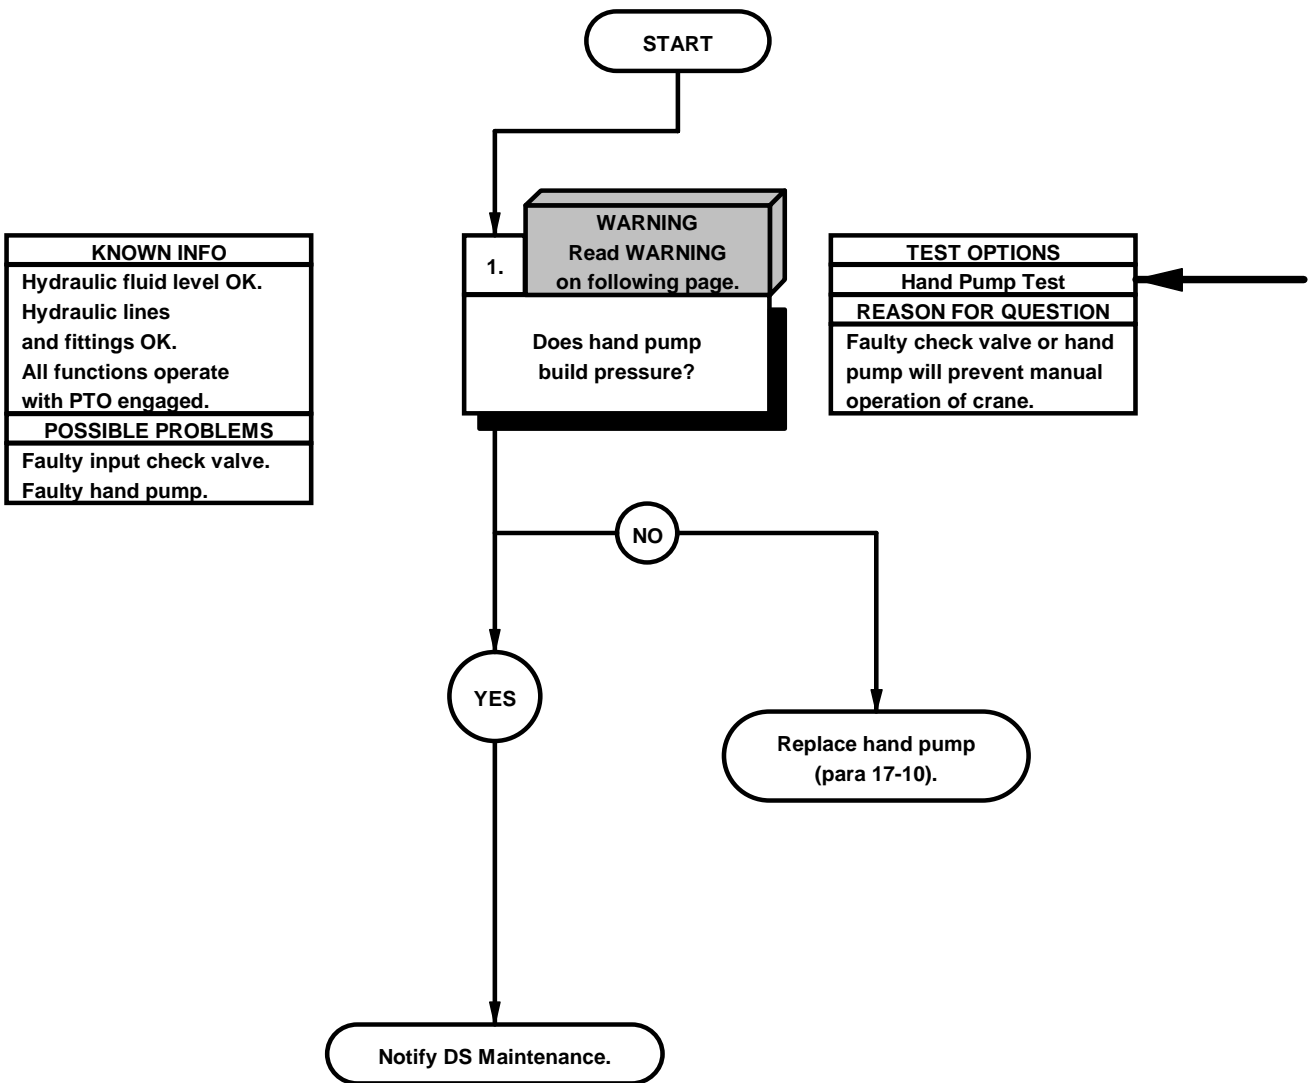 START
KNOWN INFO
Hydraulic fluid level OK.
Hydraulic lines
and fittings OK.
All functions operate
with PTO engaged.
POSSIBLE PROBLEMS
Faulty input check valve.
Faulty hand pump.
1.
WARNING
Read WARNING
on following page.
Does hand pump
build pressure?
TEST OPTIONS
Hand Pump Test
REASON FOR QUESTION
Faulty check valve or hand
pump will prevent manual
operation of crane.
NO
YES
Replace hand pump
(para 17-10).
Notify DS Maintenance.